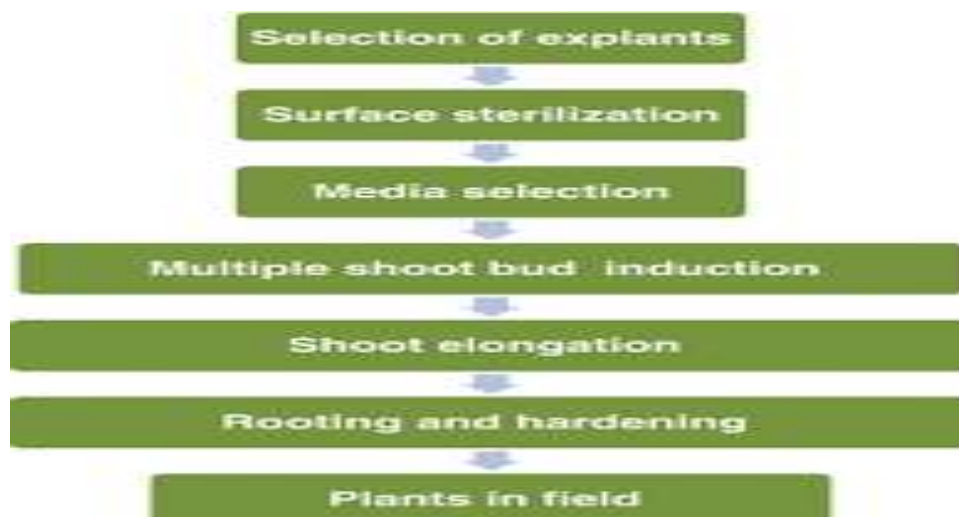 Selection of explants
Surface sterilization
Media selection
Multiple shoot bud induction
Shoot elongation
Rooting and hardening
Plants in field